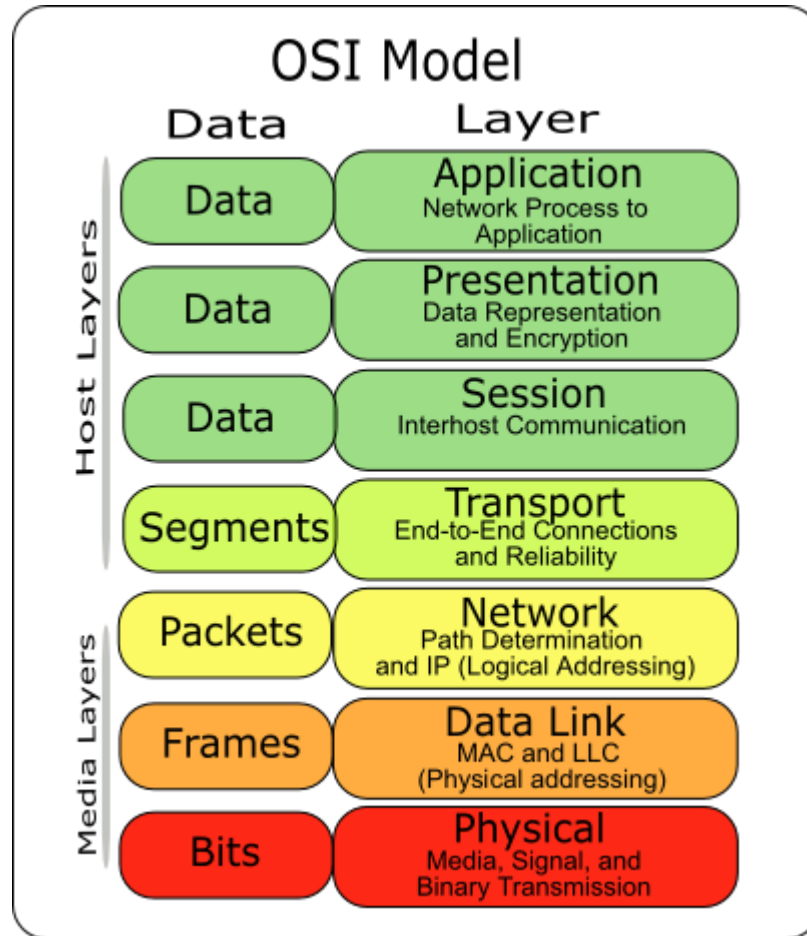 OSI Model
Data Layer
Host Layers
Data
Application
Network Process to
Application
Data
Presentation
Data Representation
and Encryption
Data
Session
Interhost Communication
Segments
Transport
End-to-End Connections
and Reliability
Media Layers
Packets
Network
Path Determination
and IP (Logical Addressing)
Frames
Data Link
MAC and LLC
(Physical addressing)
Bits
Physical
Media, Signal, and
Binary Transmission